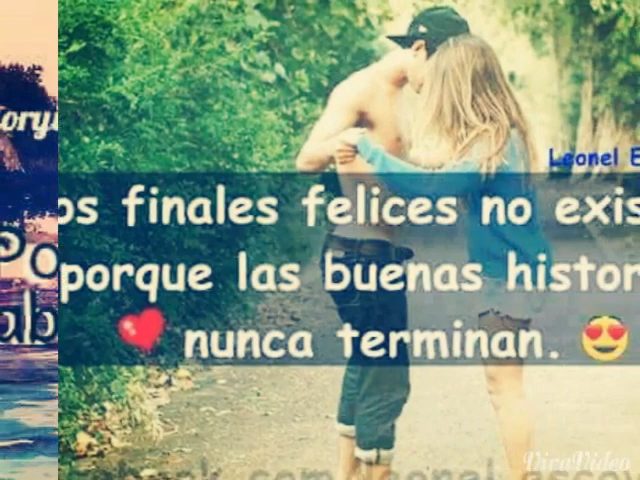 Leonel E
os finales felices no exis
porque las buenas histor
nunca terminan.
VivaVideo